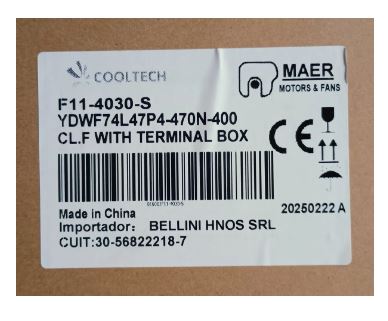 COOLTECH
MAER
MOTORS & FANS
F11-4030-S
YDWF74L47P4-470N-400
CL.F WITH TERMINAL BOX
CE
Made in China
20250222 A
Importador: BELLINI HNOS SRL
CUIT:30-56822218-7